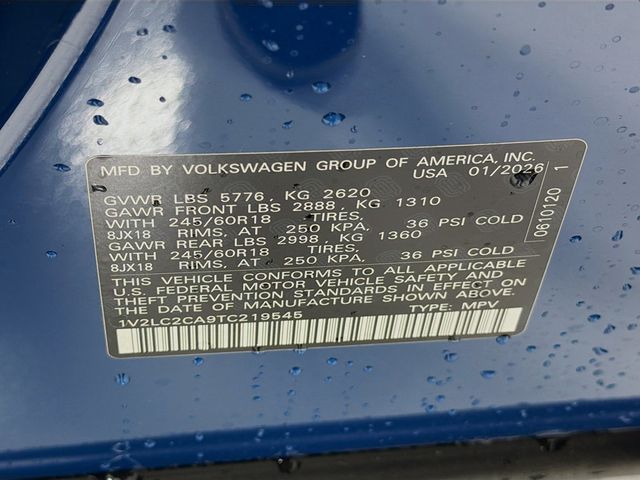 MFD BY VOLKSWAGEN GROUP OF AMERICA, INC.
USA 01/2026
GVWR LBS 5776, KG 2620
GAWR FRONT LBS 2888, KG 1310
WITH 245/60R18 TIRES,
8JX18 RIMS, AT 250 KPA, 36 PSI COLD
GAWR REAR LBS 2998, KG 1360
WITH 245/60R18 TIRES,
8JX18 RIMS, AT 250 KPA, 36 PSI COLD
THIS VEHICLE CONFORMS TO ALL APPLICABLE
U.S. FEDERAL MOTOR VEHICLE SAFETY AND
THEFT PREVENTION STANDARDS IN EFFECT ON
THE DATE OF MANUFACTURE SHOWN ABOVE.
1V2LC2CA9TC219545 TYPE: MPV
06101201 1